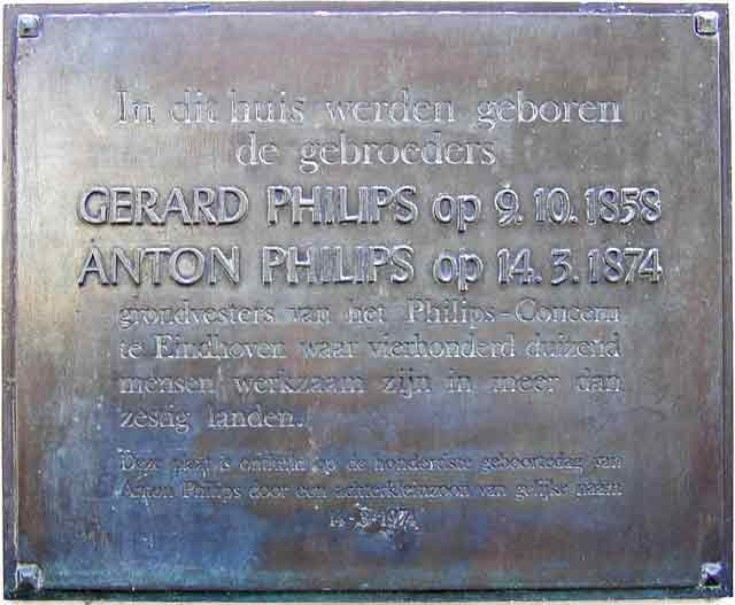 In dit huis werden geboren
de gebroeders
GERARD PHILIPS op 9. 10. 1858
ANTON PHILIPS op 14. 3. 1874
grondvesters van het Philips-Concern
te Eindhoven waar vierhonderd duizend
mensen werkzaam zijn in meer dan
zestig landen.
Deze plaat is onthuld op de honderdste geboortedag van
Anton Philips door een achterkleinzoon van gelijke naam
14-3-1974